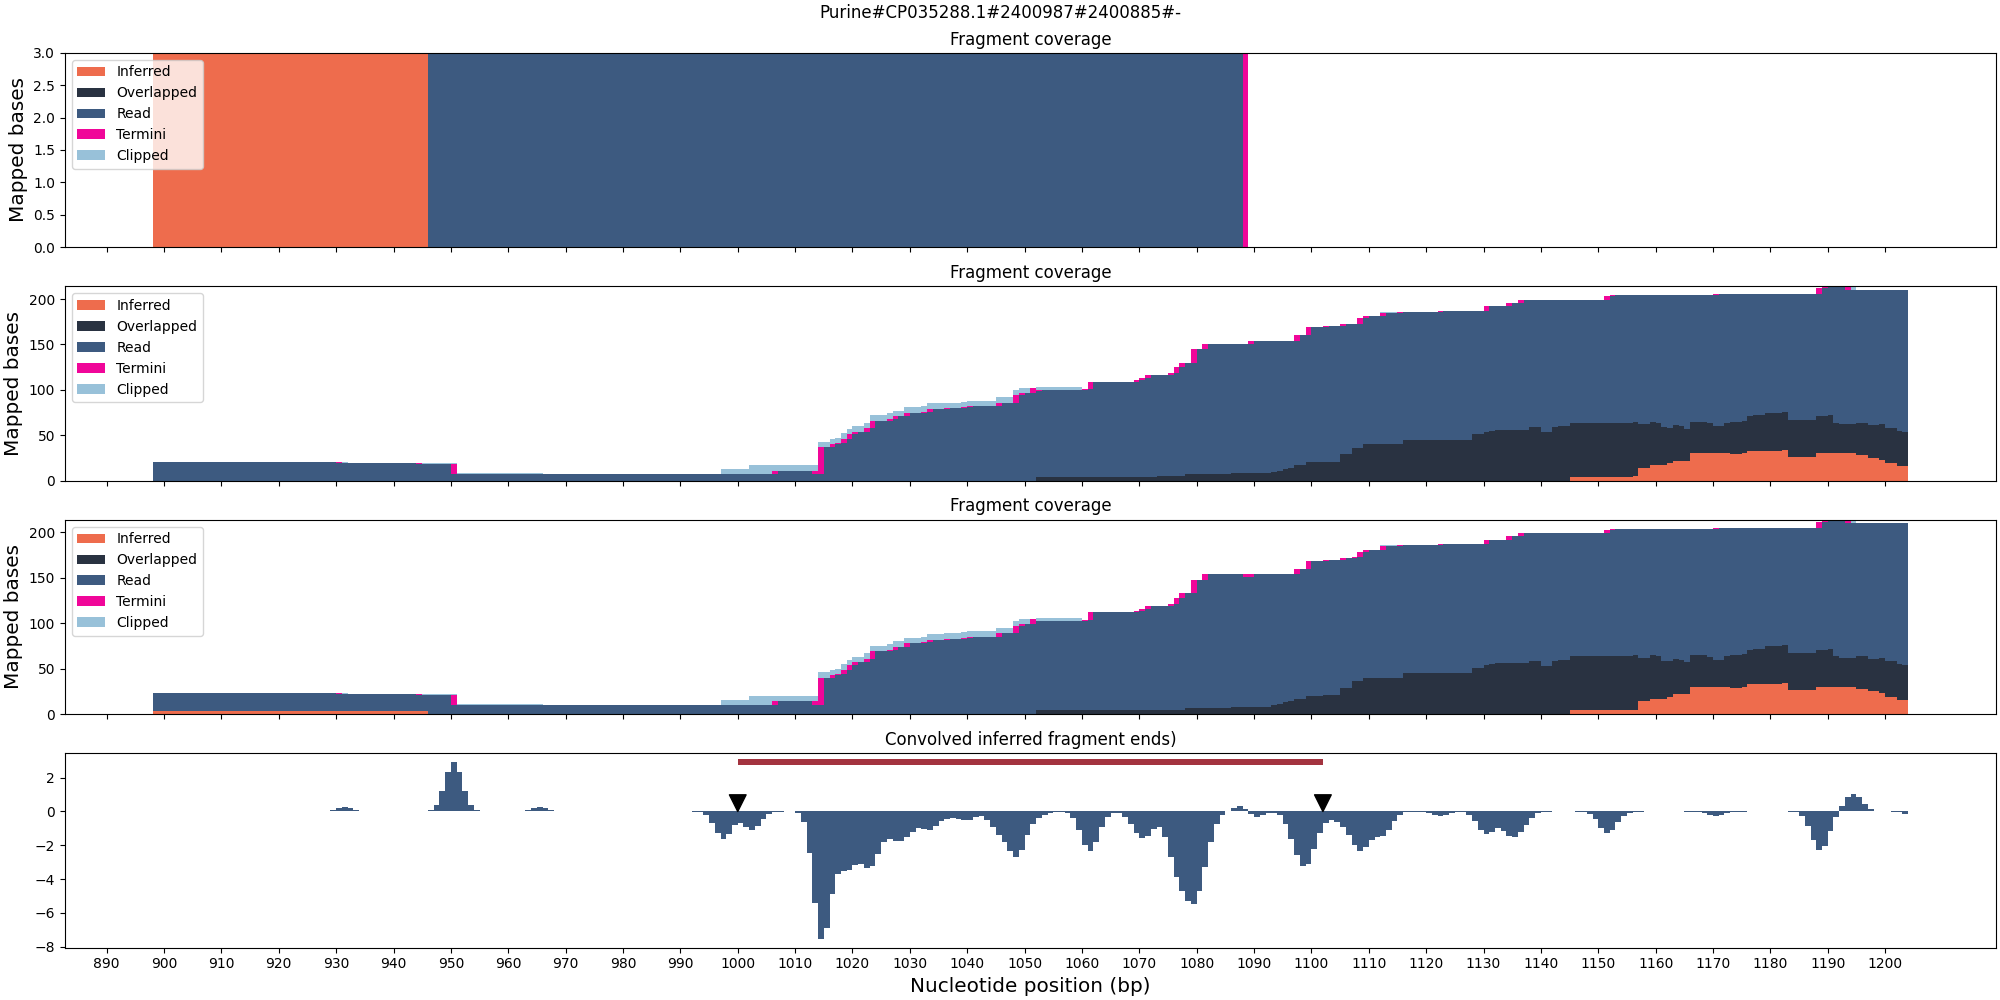 Purine#CP035288.1#2400987#2400885#-
Fragment coverage
Mapped bases
3.0
2.5
2.0
1.5
1.0
0.5
0.0
Inferred
Overlapped
Read
Termini
Clipped
Fragment coverage
Mapped bases
200
150
100
50
0
Inferred
Overlapped
Read
Termini
Clipped
Fragment coverage
Mapped bases
200
150
100
50
0
Inferred
Overlapped
Read
Termini
Clipped
Convolved inferred fragment ends)
2
0
−2
−4
−6
−8
890 900 910 920 930 940 950 960 970 980 990 1000 1010 1020 1030 1040 1050 1060 1070 1080 1090 1100 1110 1120 1130 1140 1150 1160 1170 1180 1190 1200
Nucleotide position (bp)